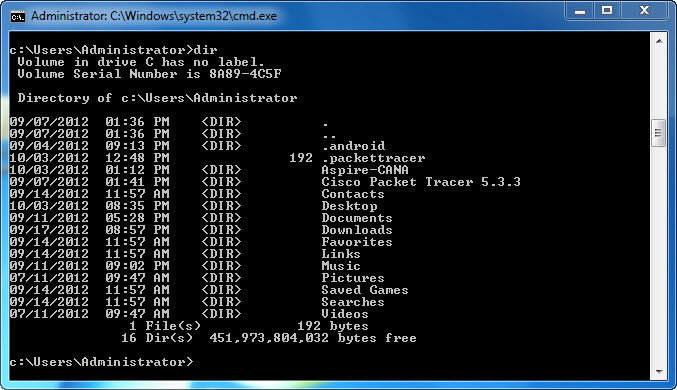 Administrator: C:\Windows\system32\cmd.exe
c:\Users\Administrator>dir
 Volume in drive C has no label.
 Volume Serial Number is 8A89-4C5F

 Directory of c:\Users\Administrator

09/07/2012  01:36 PM    <DIR>          .
09/07/2012  01:36 PM    <DIR>          ..
09/04/2012  09:13 PM    <DIR>          .android
10/03/2012  12:48 PM               192 .packettracer
10/03/2012  01:12 PM    <DIR>          Aspire-CANA
09/07/2012  01:41 PM    <DIR>          Cisco Packet Tracer 5.3.3
09/14/2012  11:57 AM    <DIR>          Contacts
10/03/2012  08:35 PM    <DIR>          Desktop
09/11/2012  05:28 PM    <DIR>          Documents
09/17/2012  08:57 PM    <DIR>          Downloads
09/14/2012  11:57 AM    <DIR>          Favorites
09/14/2012  11:57 AM    <DIR>          Links
09/11/2012  09:02 PM    <DIR>          Music
07/11/2012  09:47 AM    <DIR>          Pictures
09/14/2012  11:57 AM    <DIR>          Saved Games
09/14/2012  11:57 AM    <DIR>          Searches
07/11/2012  09:47 AM    <DIR>          Videos
               1 File(s)            192 bytes
              16 Dir(s)  451,973,804,032 bytes free

c:\Users\Administrator>